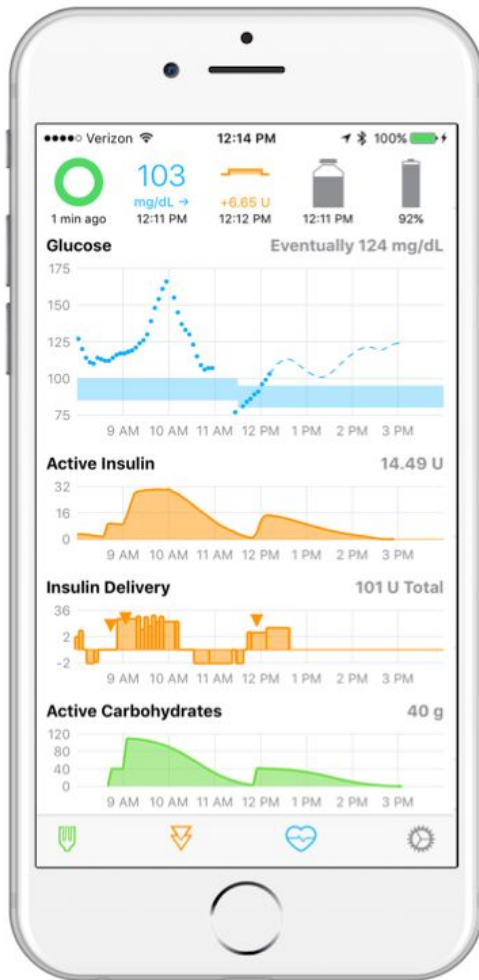 Verizon 12:14 PM 100%
103
mg/dL → +6.65 U
1 min ago 12:11 PM 12:12 PM 12:11 PM 92%
Glucose Eventually 124 mg/dL
175
150
125
100
75
9 AM 10 AM 11 AM 12 PM 1 PM 2 PM 3 PM
Active Insulin 14.49 U
32
16
0
9 AM 10 AM 11 AM 12 PM 1 PM 2 PM 3 PM
Insulin Delivery 101 U Total
36
2
-2
9 AM 10 AM 11 AM 12 PM 1 PM 2 PM 3 PM
Active Carbohydrates 40 g
120
80
40
0
9 AM 10 AM 11 AM 12 PM 1 PM 2 PM 3 PM